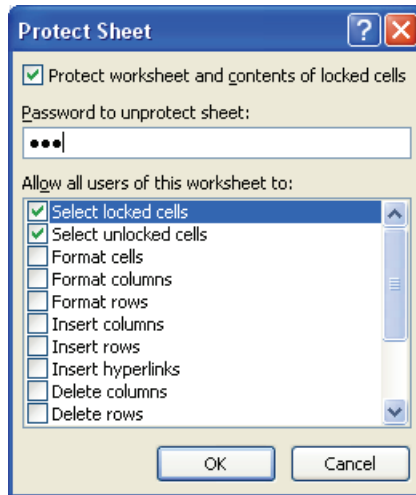 Protect Sheet
Protect worksheet and contents of locked cells
Password to unprotect sheet:
•••
Allow all users of this worksheet to:
Select locked cells
Select unlocked cells
Format cells
Format columns
Format rows
Insert columns
Insert rows
Insert hyperlinks
Delete columns
Delete rows
OK
Cancel